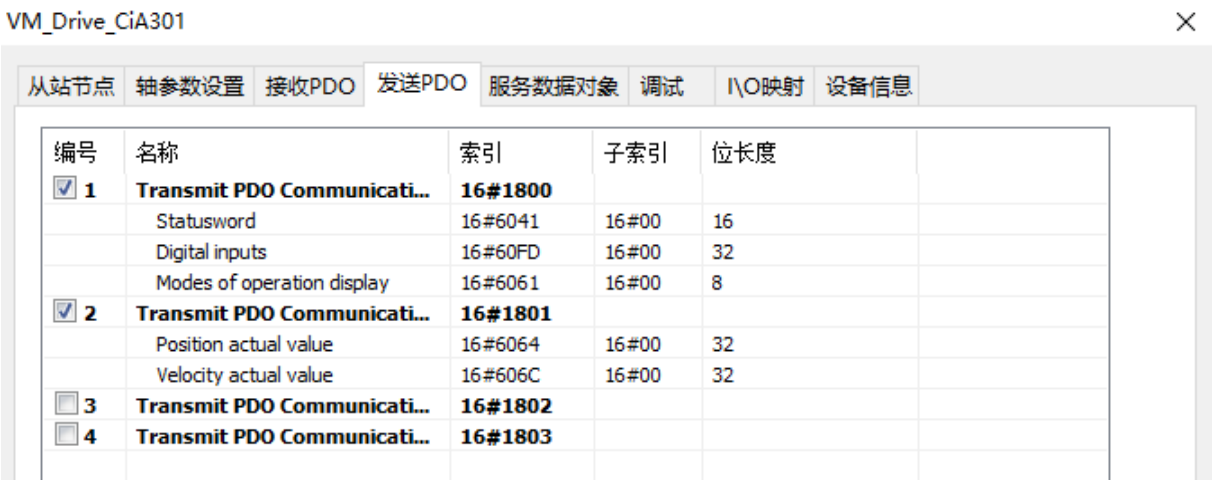 VM_Drive_CiA301
从站节点 轴参数设置 接收PDO 发送PDO 服务数据对象 调试 I\O映射 设备信息
编号 名称 索引 子索引 位长度
1 Transmit PDO Communicati... 16#1800
Statusword 16#6041 16#00 16
Digital inputs 16#60FD 16#00 32
Modes of operation display 16#6061 16#00 8
2 Transmit PDO Communicati... 16#1801
Position actual value 16#6064 16#00 32
Velocity actual value 16#606C 16#00 32
3 Transmit PDO Communicati... 16#1802
4 Transmit PDO Communicati... 16#1803